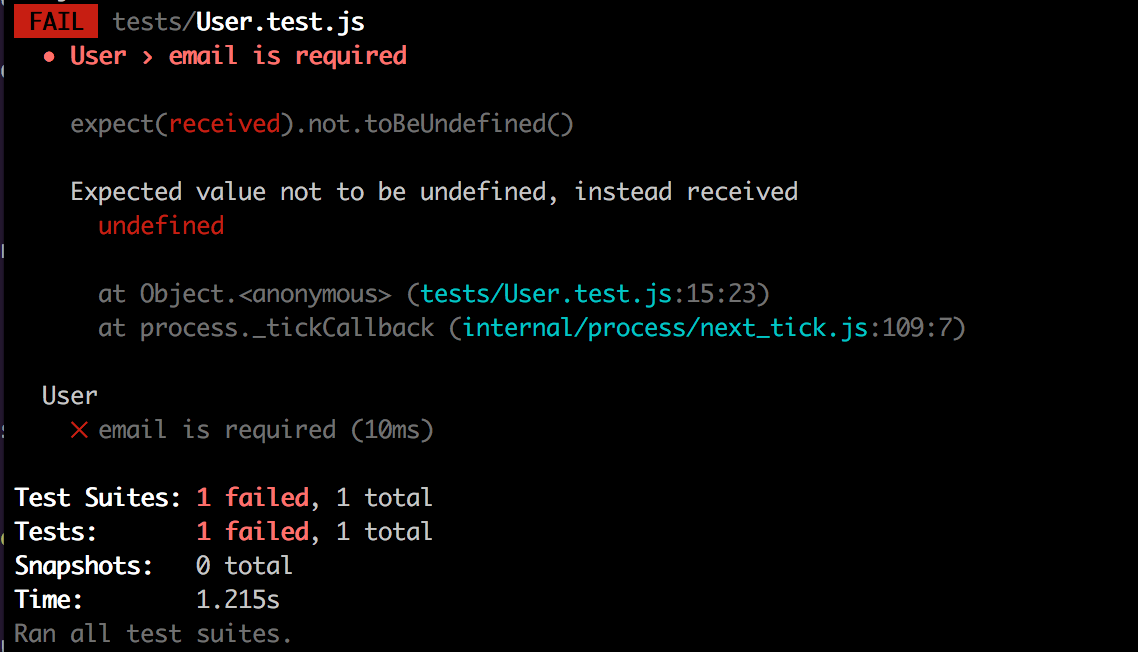 FAIL tests/User.test.js
● User › email is required
expect(received).not.toBeUndefined()
Expected value not to be undefined, instead received
undefined
at Object.<anonymous> (tests/User.test.js:15:23)
at process._tickCallback (internal/process/next_tick.js:109:7)
User
✕ email is required (10ms)
Test Suites: 1 failed, 1 total
Tests: 1 failed, 1 total
Snapshots: 0 total
Time: 1.215s
Ran all test suites.